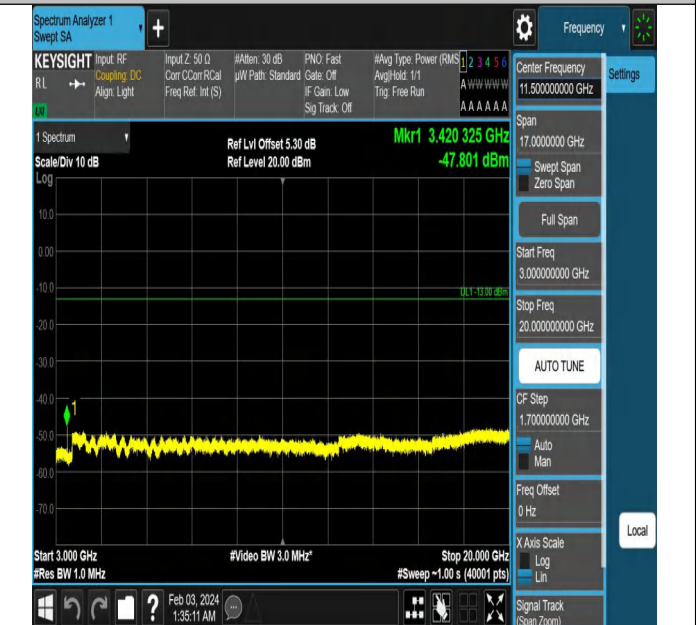 Spectrum Analyzer 1
Swept SA
+
Frequency
KEYSIGHT
RL
LXI
Input: RF
Coupling: DC
Align: Light
Input Z: 50 Ω
Corr CCorr RCal
Freq Ref: Int (S)
#Atten: 30 dB
µW Path: Standard
PNO: Fast
Gate: Off
IF Gain: Low
Sig Track: Off
#Avg Type: Power (RMS
Avg|Hold: 1/1
Trig: Free Run
1 2 3 4 5 6
A W W W W W
A A A A A A
1 Spectrum
Scale/Div 10 dB
Log
Ref Lvl Offset 5.30 dB
Ref Level 20.00 dBm
Mkr1 3.420 325 GHz
-47.801 dBm
10.0
0.00
-10.0
DL1 -13.00 dBm
-20.0
-30.0
-40.0
1
-50.0
-60.0
-70.0
Start 3.000 GHz
#Res BW 1.0 MHz
#Video BW 3.0 MHz*
Stop 20.000 GHz
#Sweep ~1.00 s (40001 pts)
?
Feb 03, 2024
1:35:11 AM
Center Frequency
11.500000000 GHz
Settings
Span
17.0000000 GHz
Swept Span
Zero Span
Full Span
Start Freq
3.000000000 GHz
Stop Freq
20.000000000 GHz
AUTO TUNE
CF Step
1.700000000 GHz
Auto
Man
Freq Offset
0 Hz
X Axis Scale
Log
Lin
Local
Signal Track
(Span Zoom)